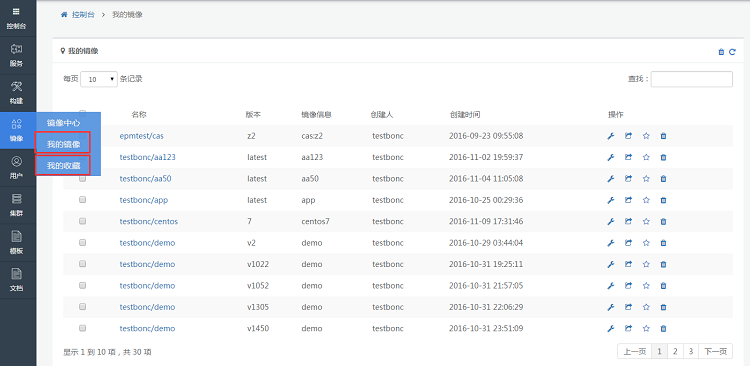 控制台
服务
构建
镜像
用户
集群
模板
文档
镜像中心
我的镜像
我的收藏
控制台 > 我的镜像
我的镜像
每页 10 条记录 查找：
名称 版本 镜像信息 创建人 创建时间 操作
epmtest/cas z2 cas:z2 testbonc 2016-09-23 09:55:08
testbonc/aa123 latest aa123 testbonc 2016-11-02 19:59:37
testbonc/aa50 latest aa50 testbonc 2016-11-04 11:05:08
testbonc/app latest app testbonc 2016-10-25 00:29:36
testbonc/centos 7 centos7 testbonc 2016-11-09 17:31:46
testbonc/demo v2 demo testbonc 2016-10-29 03:44:04
testbonc/demo v1022 demo testbonc 2016-10-31 19:25:11
testbonc/demo v1052 demo testbonc 2016-10-31 21:57:05
testbonc/demo v1305 demo testbonc 2016-10-31 22:06:29
testbonc/demo v1450 demo testbonc 2016-10-31 23:51:09
显示 1 到 10 项，共 30 项 上一页 1 2 3 下一页